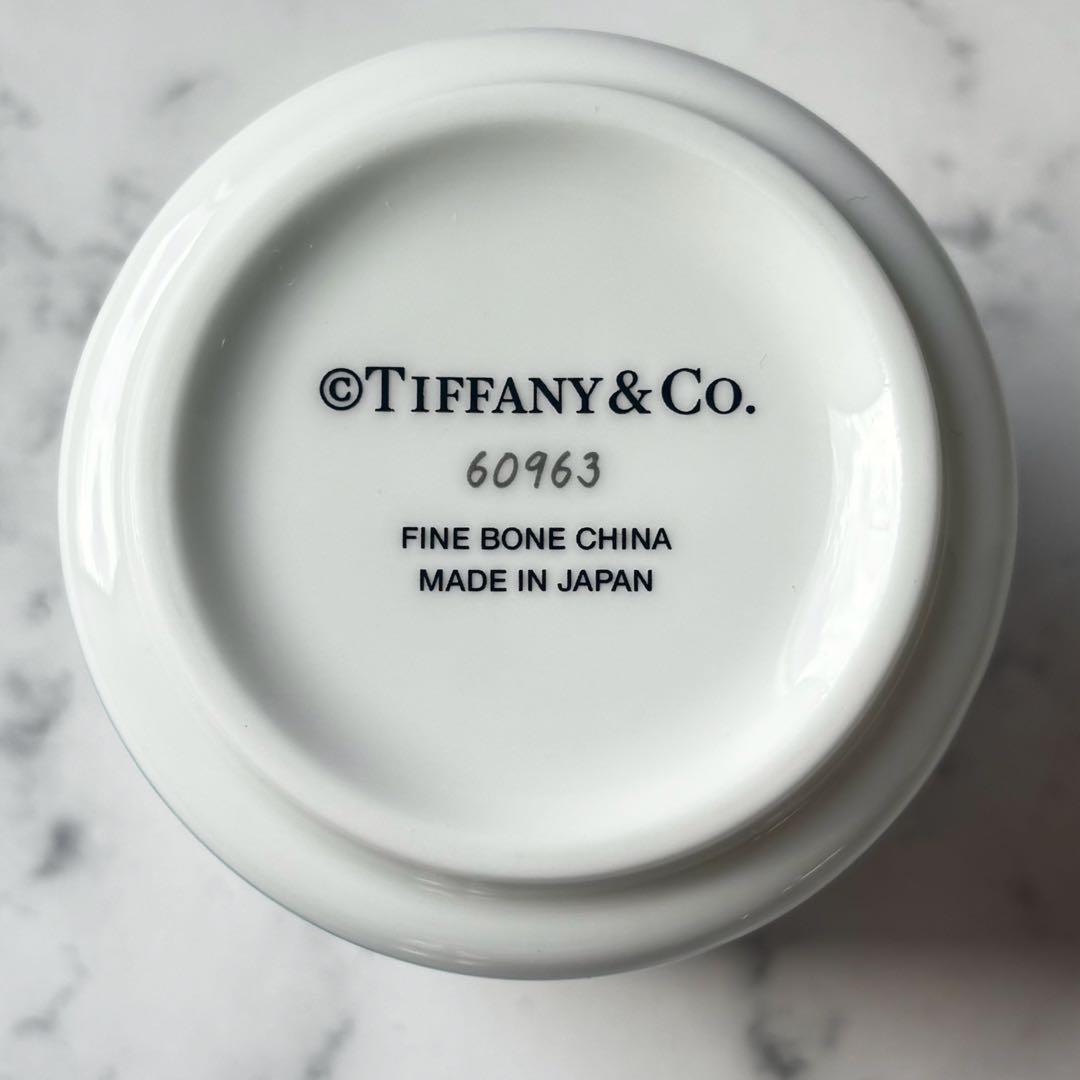 ©TIFFANY & CO.
60963
FINE BONE CHINA
MADE IN JAPAN